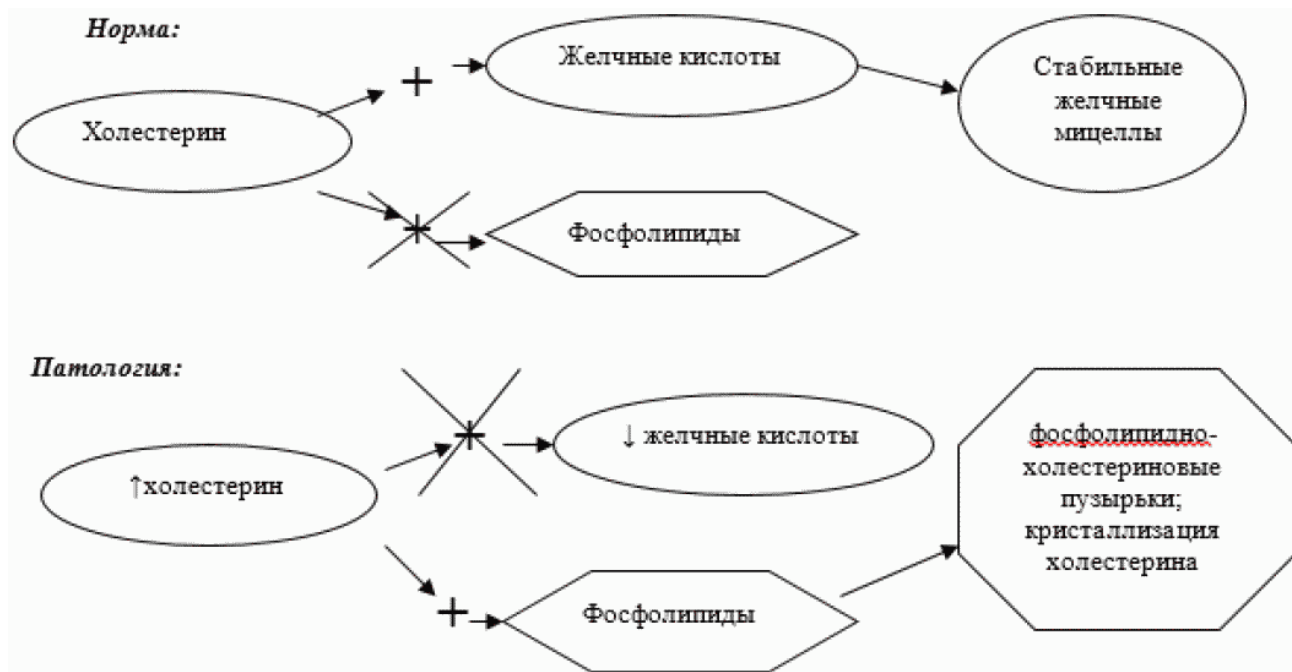 Норма:
Желчные кислоты
+
Стабильные
желчные
мицеллы
Холестерин
+
Фосфолипиды
Патология:
+
↓ желчные кислоты
↑холестерин
фосфолипидно-
холестериновые
пузырьки;
кристаллизация
холестерина
+
Фосфолипиды